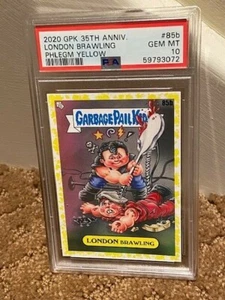 2020 GPK 35TH ANNIV. #85b
LONDON BRAWLING GEM MT
PHLEGM YELLOW 10
PSA 59793072
85b
GARBAGE PAIL KIDS
LONDON BRAWLING